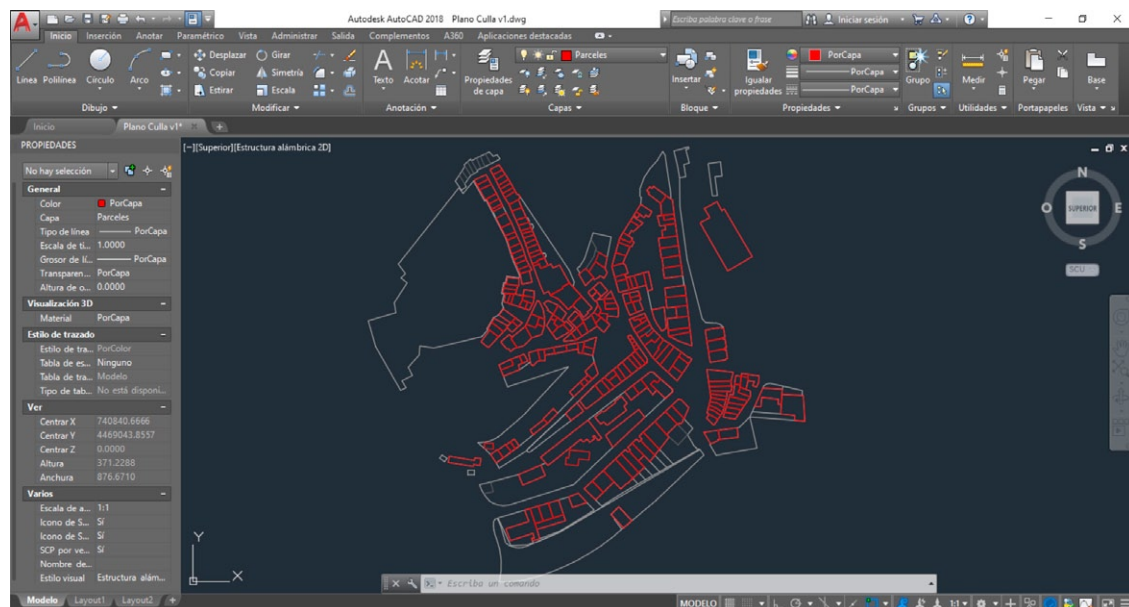 Autodesk AutoCAD 2018 Plano Culla v1.dwg
Escriba palabra clave o frase
Iniciar sesión
Inicio Inserción Anotar Paramétrico Vista Administrar Salida Complementos A360 Aplicaciones destacadas
Línea Polilínea Círculo Arco
Desplazar Girar
Copiar Simetría
Estirar Escala
Texto Acotar
Propiedades de capa
Parceles
Insertar
Igualar propiedades
PorCapa
PorCapa
PorCapa
Grupo
Medir
Pegar
Base
Dibujo Modificar Anotación Capas Bloque Propiedades Grupos Utilidades Portapapeles Vista
Inicio Plano Culla v1*
PROPIEDADES
[−][Superior][Estructura alámbrica 2D]
No hay selección
General
Color PorCapa
Capa Parceles
Tipo de línea PorCapa
Escala de ti... 1.0000
Grosor de lí... PorCapa
Transparen... PorCapa
Altura de o... 0.0000
Visualización 3D
Material PorCapa
Estilo de trazado
Estilo de tra... PorColor
Tabla de es... Ninguno
Tabla de tra... Modelo
Tipo de tab... No está disponi...
Ver
Centrar X 740840.6666
Centrar Y 4469043.8557
Centrar Z 0.0000
Altura 371.2288
Anchura 876.6710
Varios
Escala de a... 1:1
Icono de S... Sí
Icono de S... Sí
SCP por ve... Sí
Nombre de...
Estilo visual Estructura alám...
N
O SUPERIOR E
S
SCU
Y
X
Escriba un comando
Modelo Layout1 Layout2 +
MODELO 1:1